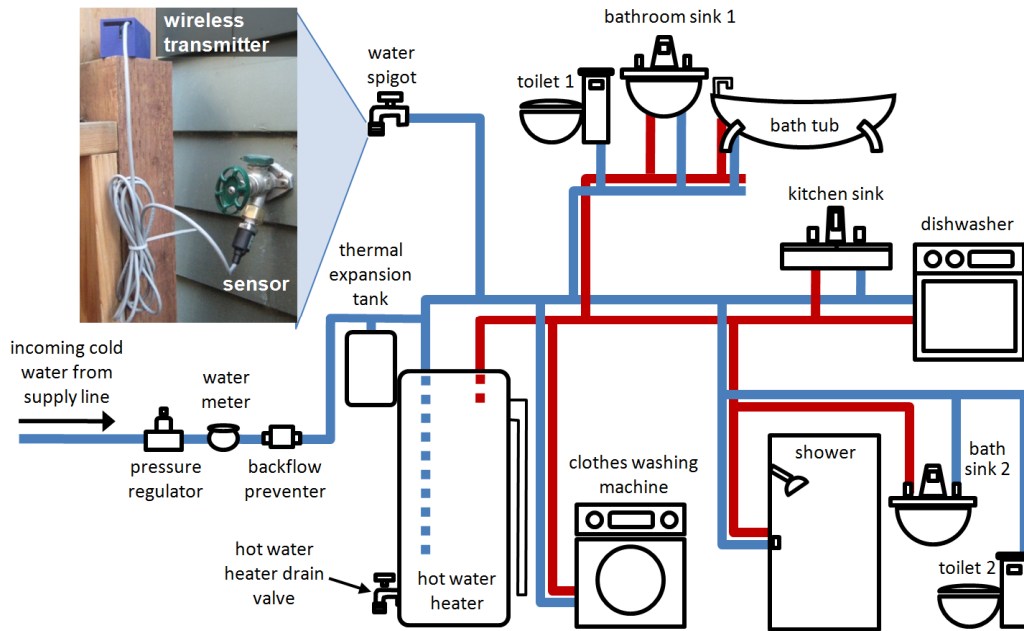 wireless
transmitter
sensor
water
spigot
bathroom sink 1
toilet 1
bath tub
kitchen sink
dishwasher
thermal
expansion
tank
incoming cold
water from
supply line
water
meter
pressure
regulator
backflow
preventer
hot water
heater drain
valve
hot water
heater
clothes washing
machine
shower
bath
sink 2
toilet 2